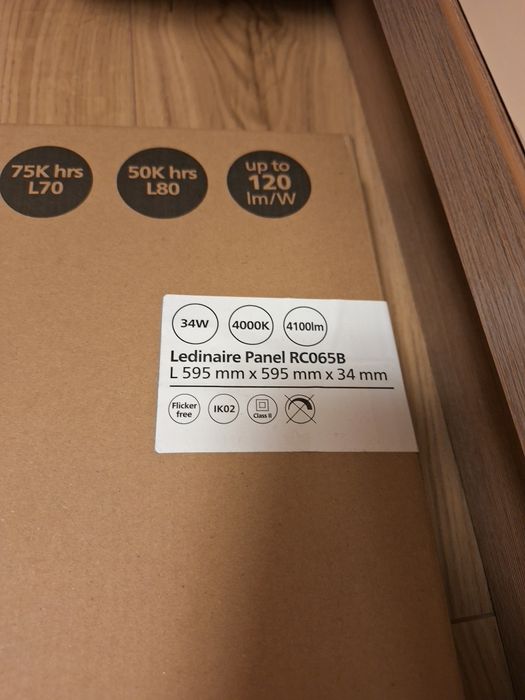 75K hrs
L70
50K hrs
L80
up to
120
lm/W
34W
4000K
4100lm
Ledinaire Panel RC065B
L 595 mm x 595 mm x 34 mm
Flicker
free
IK02
Class II